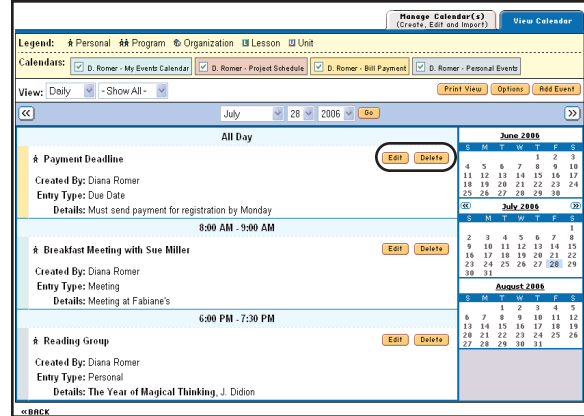 Manage Calendar(s)
(Create, Edit and Import)
View Calendar
Legend: Personal Program Organization Lesson Unit
Calendars: D. Romer - My Events Calendar D. Romer - Project Schedule D. Romer - Bill Payment D. Romer - Personal Events
View: Daily - Show All - Print View Options Add Event
July 28 2006 Go
All Day
Payment Deadline Edit Delete
Created By: Diana Romer
Entry Type: Due Date
Details: Must send payment for registration by Monday
8:00 AM - 9:00 AM
Breakfast Meeting with Sue Miller Edit Delete
Created By: Diana Romer
Entry Type: Meeting
Details: Meeting at Fabiane's
6:00 PM - 7:30 PM
Reading Group Edit Delete
Created By: Diana Romer
Entry Type: Personal
Details: The Year of Magical Thinking, J. Didion
June 2006
S M T W T F S
1 2 3
4 5 6 7 8 9 10
11 12 13 14 15 16 17
18 19 20 21 22 23 24
25 26 27 28 29 30
July 2006
S M T W T F S
1
2 3 4 5 6 7 8
9 10 11 12 13 14 15
16 17 18 19 20 21 22
23 24 25 26 27 28 29
30 31
August 2006
S M T W T F S
1 2 3 4 5
6 7 8 9 10 11 12
13 14 15 16 17 18 19
20 21 22 23 24 25 26
27 28 29 30 31
«BACK